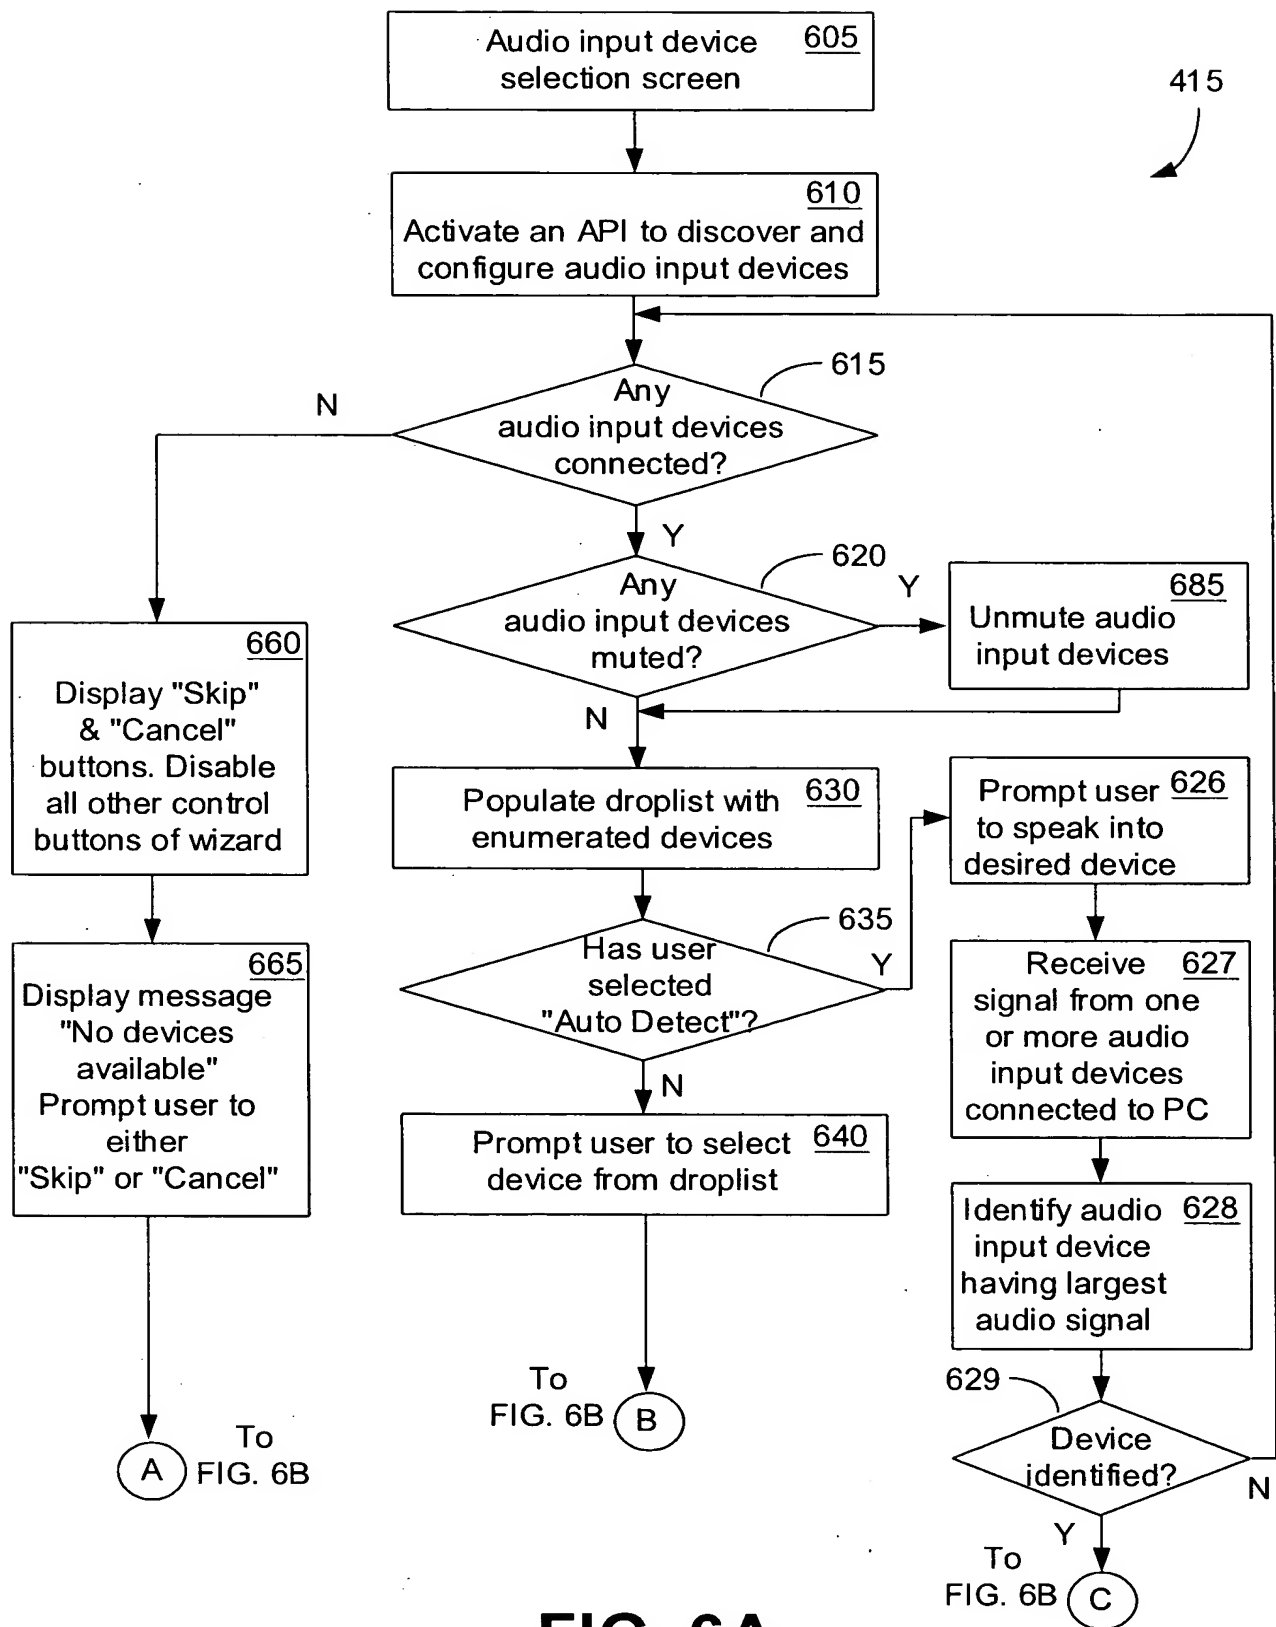 Audio input device 605
selection screen
415
610
Activate an API to discover and
configure audio input devices
615
Any
audio input devices
connected?
N
Y
620
Any
audio input devices
muted?
Y
N
685
Unmute audio
input devices
660
Display "Skip"
& "Cancel"
buttons. Disable
all other control
buttons of wizard
Populate droplist with 630
enumerated devices
Prompt user 626
to speak into
desired device
635
Has user
selected
"Auto Detect"?
Y
N
665
Display message
"No devices
available"
Prompt user to
either
"Skip" or "Cancel"
Receive 627
signal from one
or more audio
input devices
connected to PC
Prompt user to select 640
device from droplist
Identify audio 628
input device
having largest
audio signal
629
Device
identified?
N
Y
To
FIG. 6B
A
To
FIG. 6B
B
To
FIG. 6B
C
FIG. 6A